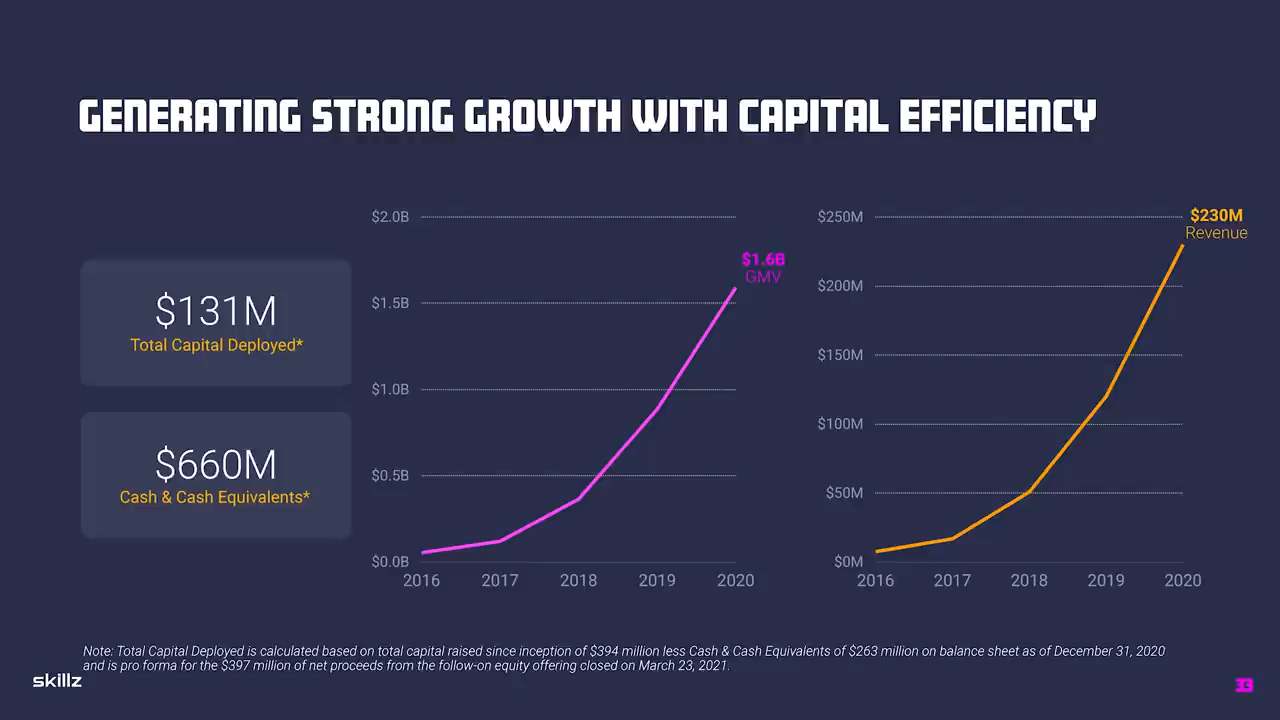 GENERATING STRONG GROWTH WITH CAPITAL EFFICIENCY
$131M
Total Capital Deployed*
$660M
Cash & Cash Equivalents*
$2.0B
$1.5B
$1.0B
$0.5B
$0.0B
2016 2017 2018 2019 2020
$1.6B
GMV
$250M
$200M
$150M
$100M
$50M
$0M
2016 2017 2018 2019 2020
$230M
Revenue
Note: Total Capital Deployed is calculated based on total capital raised since inception of $394 million less Cash & Cash Equivalents of $263 million on balance sheet as of December 31, 2020
and is pro forma for the $397 million of net proceeds from the follow-on equity offering closed on March 23, 2021.
skillz
33